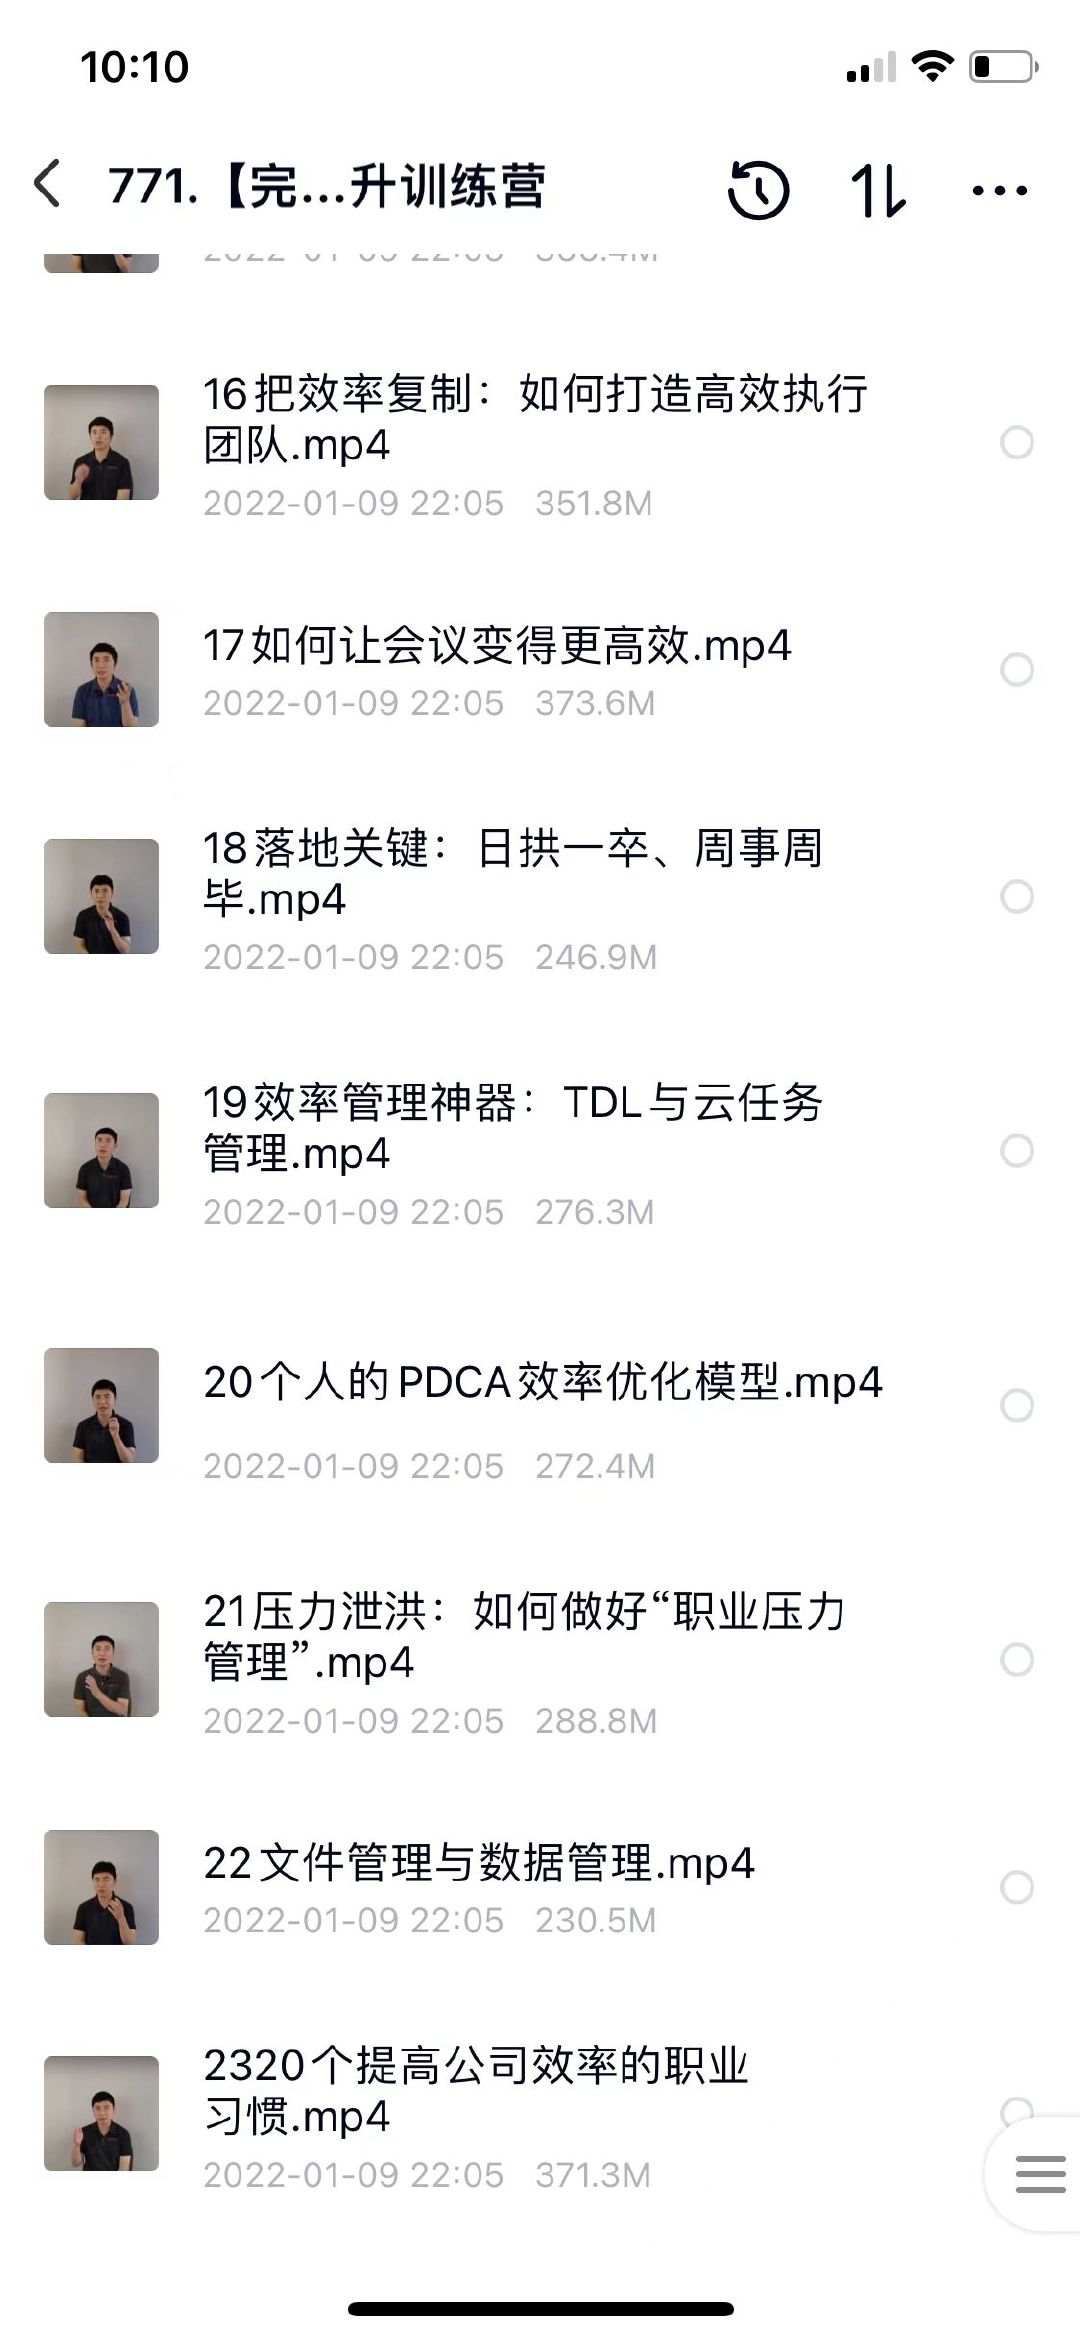 10:10
771.【完...升训练营
16把效率复制：如何打造高效执行
团队.mp4
2022-01-09 22:05 351.8M
17如何让会议变得更高效.mp4
2022-01-09 22:05 373.6M
18落地关键：日拱一卒、周事周
毕.mp4
2022-01-09 22:05 246.9M
19效率管理神器：TDL与云任务
管理.mp4
2022-01-09 22:05 276.3M
20个人的PDCA效率优化模型.mp4
2022-01-09 22:05 272.4M
21压力泄洪：如何做好“职业压力
管理”.mp4
2022-01-09 22:05 288.8M
22文件管理与数据管理.mp4
2022-01-09 22:05 230.5M
2320个提高公司效率的职业
习惯.mp4
2022-01-09 22:05 371.3M